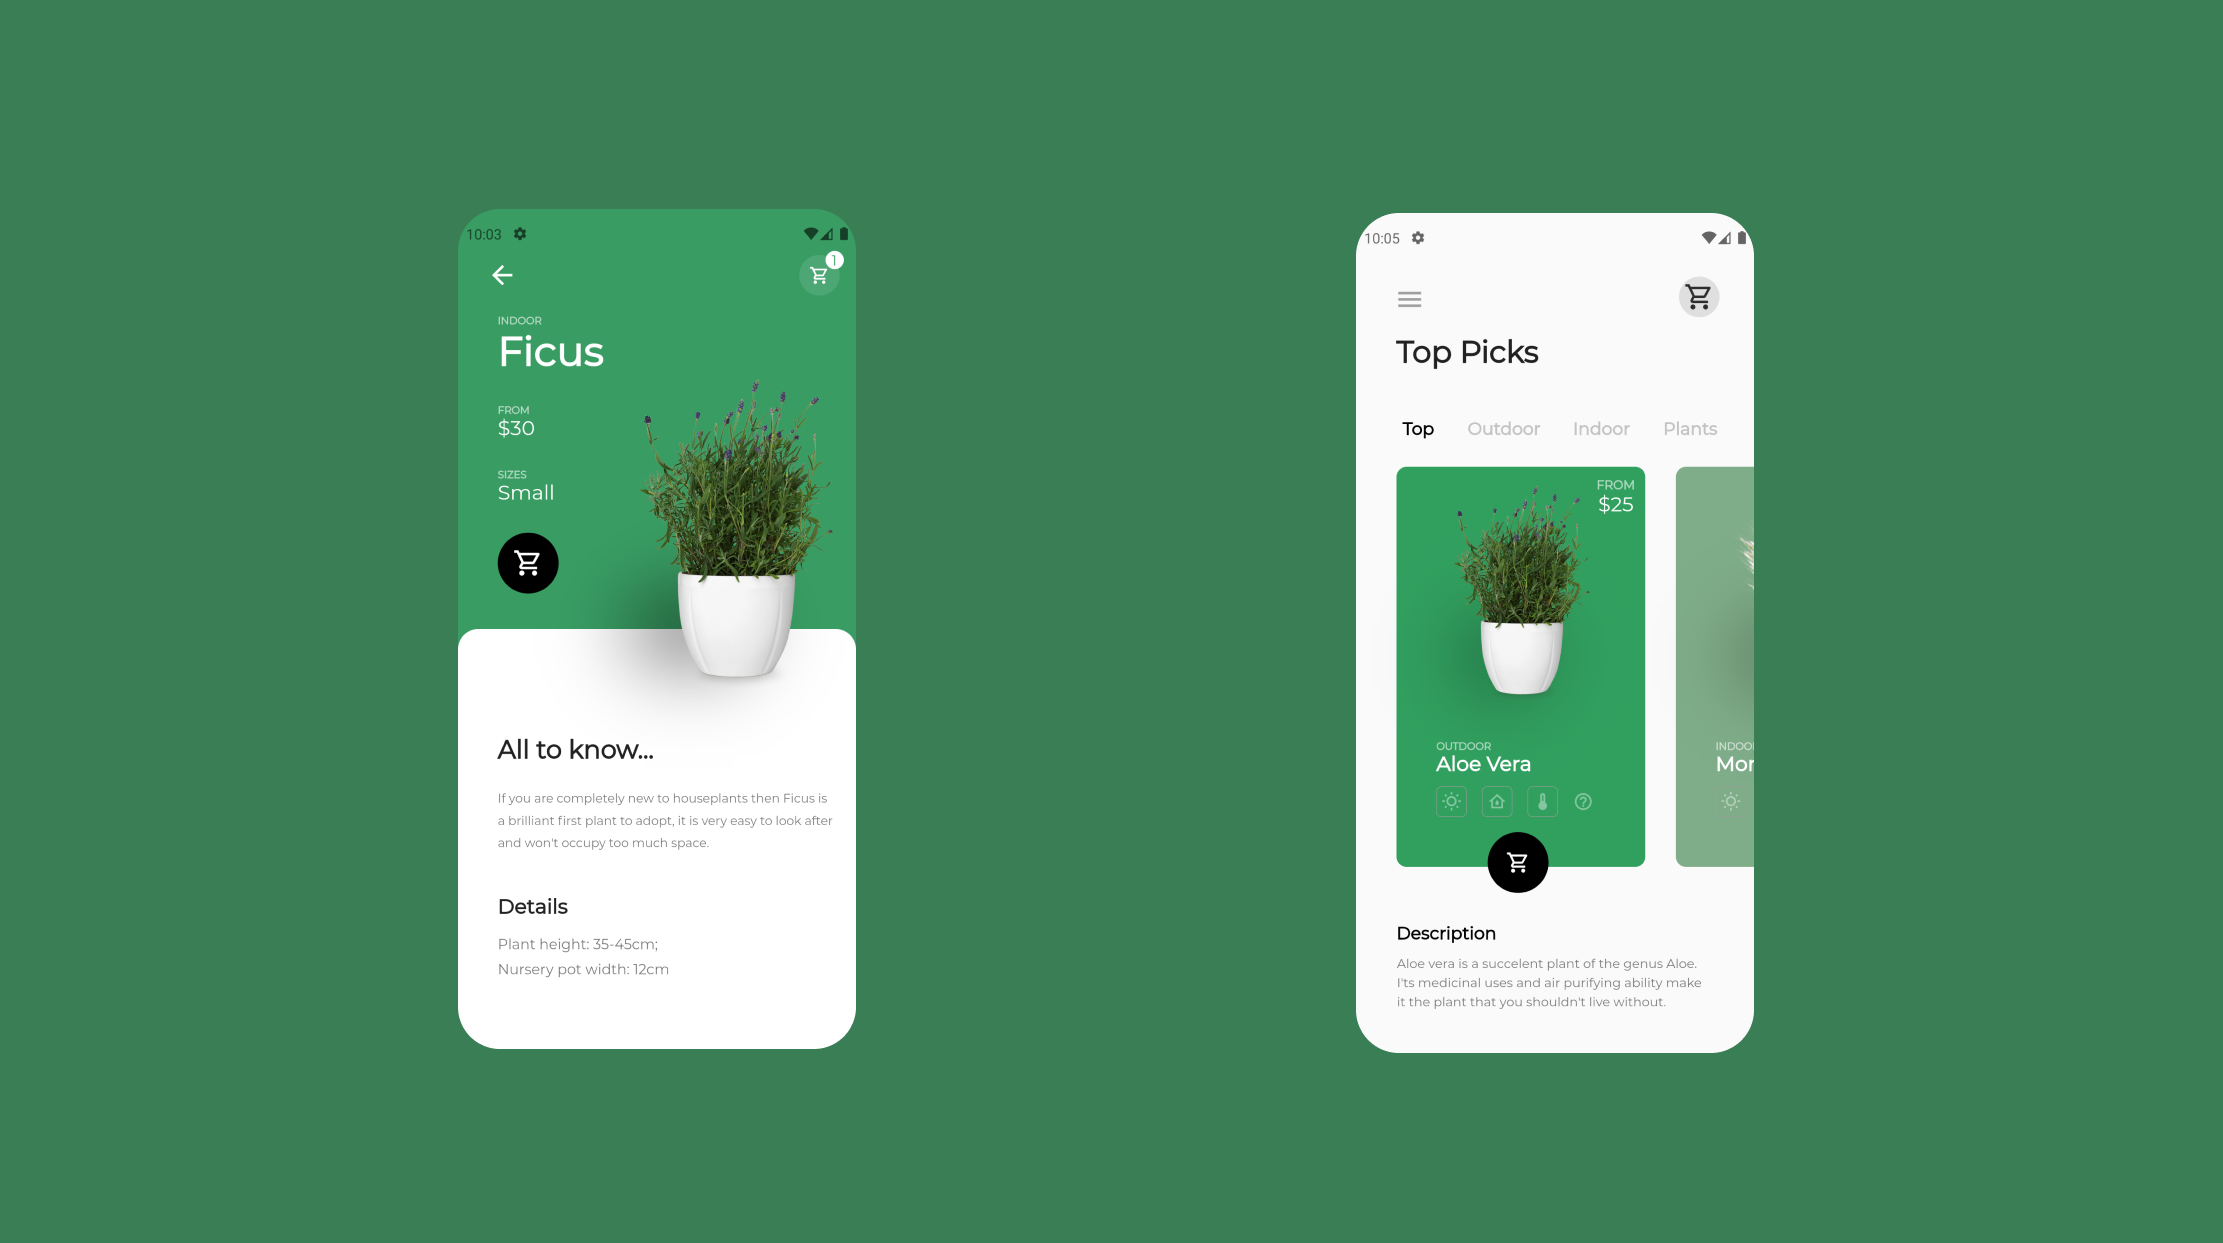 10:03
1
INDOOR
Ficus
FROM
$30
SIZES
Small
All to know...
If you are completely new to houseplants then Ficus is
a brilliant first plant to adopt, it is very easy to look after
and won't occupy too much space.
Details
Plant height: 35-45cm;
Nursery pot width: 12cm
10:05
Top Picks
Top Outdoor Indoor Plants
FROM
$25
OUTDOOR
Aloe Vera
INDOO
Mor
Description
Aloe vera is a succelent plant of the genus Aloe.
I'ts medicinal uses and air purifying ability make
it the plant that you shouldn't live without.